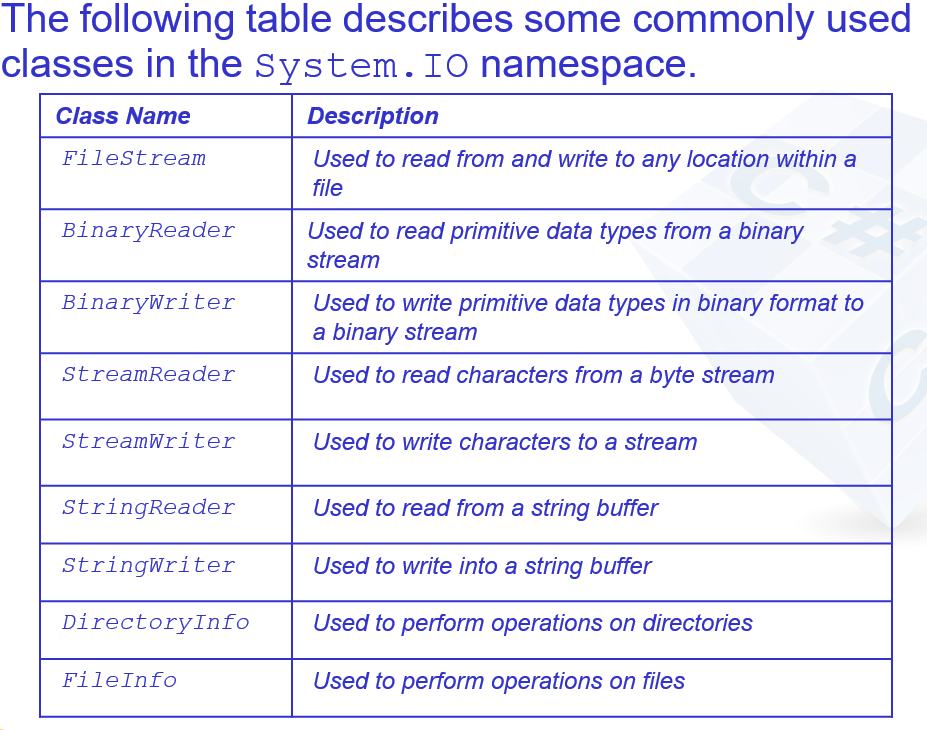 The following table describes some commonly used
classes in the System.IO namespace.
Class Name Description
FileStream Used to read from and write to any location within a
file
BinaryReader Used to read primitive data types from a binary
stream
BinaryWriter Used to write primitive data types in binary format to
a binary stream
StreamReader Used to read characters from a byte stream
StreamWriter Used to write characters to a stream
StringReader Used to read from a string buffer
StringWriter Used to write into a string buffer
DirectoryInfo Used to perform operations on directories
FileInfo Used to perform operations on files
C
#
C